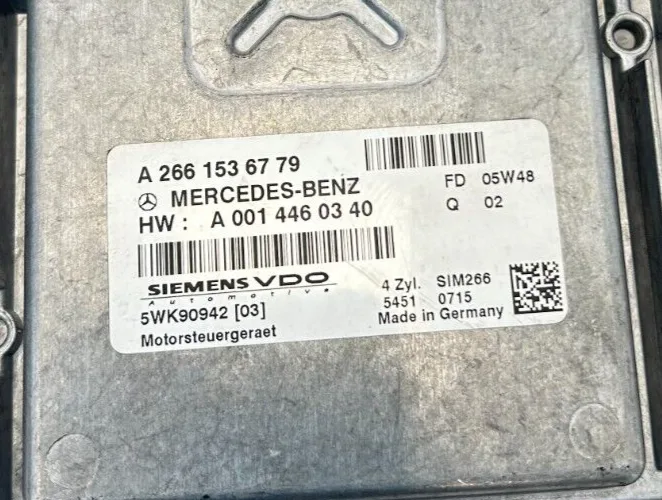 A 266 153 67 79
MERCEDES-BENZ
FD 05W48
HW : A 001 446 03 40
Q 02
SIEMENS VDO
Automotive
4 Zyl. SIM266
5WK90942 [03]
5451 0715
Motorsteuergeraet
Made in Germany